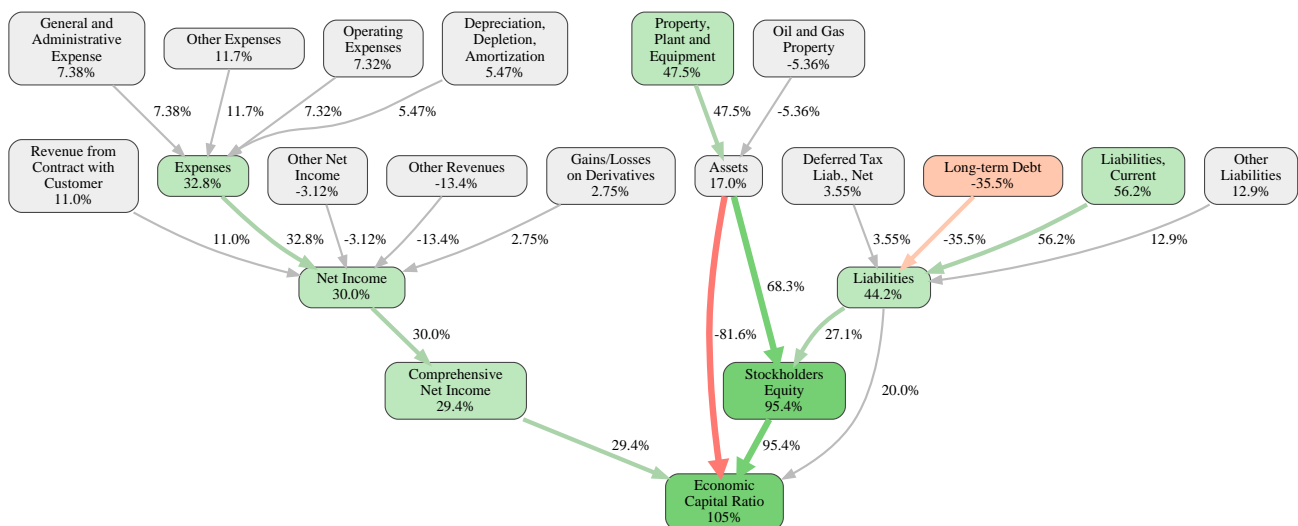 General and
Administrative
Expense
7.38%
Other Expenses
11.7%
Operating
Expenses
7.32%
Depreciation,
Depletion,
Amortization
5.47%
Property,
Plant and
Equipment
47.5%
Oil and Gas
Property
-5.36%
7.38%
11.7%
7.32%
5.47%
47.5%
-5.36%
Revenue from
Contract with
Customer
11.0%
Expenses
32.8%
Other Net
Income
-3.12%
Other Revenues
-13.4%
Gains/Losses
on Derivatives
2.75%
Assets
17.0%
Deferred Tax
Liab., Net
3.55%
Long-term Debt
-35.5%
Liabilities,
Current
56.2%
Other
Liabilities
12.9%
11.0%
32.8%
-3.12%
-13.4%
2.75%
3.55%
-35.5%
56.2%
12.9%
Net Income
30.0%
68.3%
Liabilities
44.2%
30.0%
-81.6%
27.1%
Comprehensive
Net Income
29.4%
Stockholders
Equity
95.4%
20.0%
29.4%
95.4%
Economic
Capital Ratio
105%